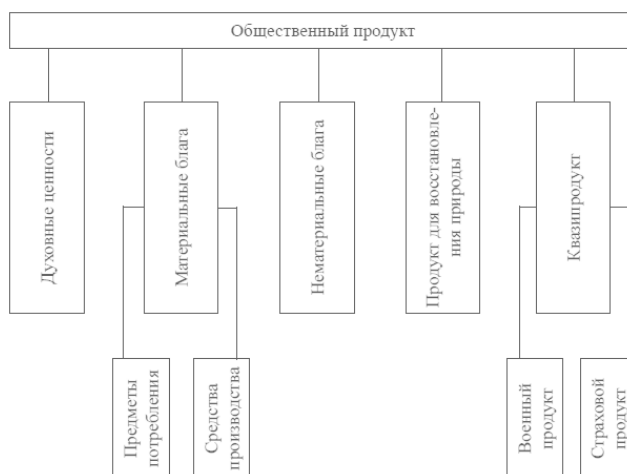 Общественный продукт
Духовные ценности
Материальные блага
Нематериальные блага
Продукт для восстановле-
ния природы
Квазипродукт
Предметы
потребления
Средства
производства
Военный
продукт
Страховой
продукт